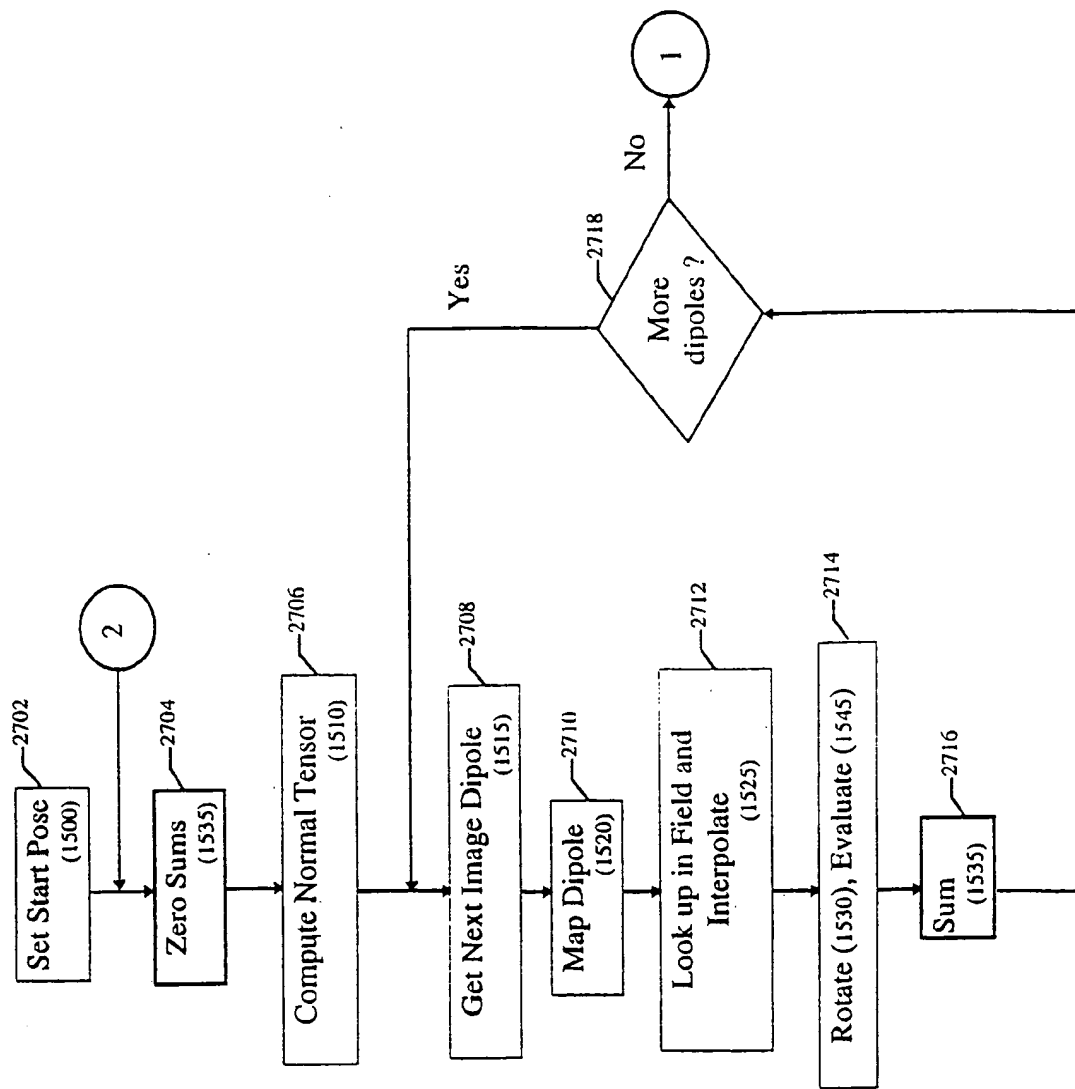 2702
Set Start Pose
(1500)
2
2704
Zero Sums
(1535)
2706
Compute Normal Tensor
(1510)
2708
Get Next Image Dipole
(1515)
2710
Map Dipole
(1520)
2712
Look up in Field and
Interpolate
(1525)
2714
Rotate (1530), Evaluate (1545)
2716
Sum
(1535)
2718
More
dipoles ?
Yes
No
1